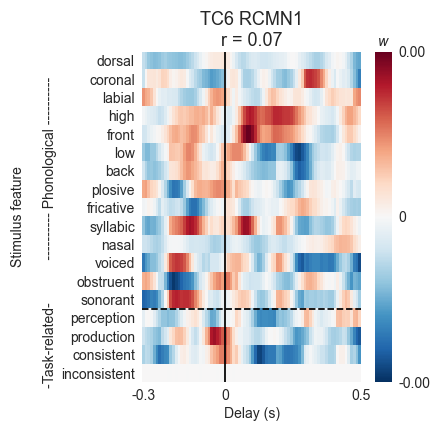 TC6 RCMN1
r = 0.07
w
dorsal
coronal
labial
high
front
low
back
plosive
fricative
syllabic
nasal
voiced
obstruent
sonorant
perception
production
consistent
inconsistent
Stimulus feature
-Task-related- ---------- Phonological ----------
-0.3
0
0.5
Delay (s)
0.00
0
-0.00